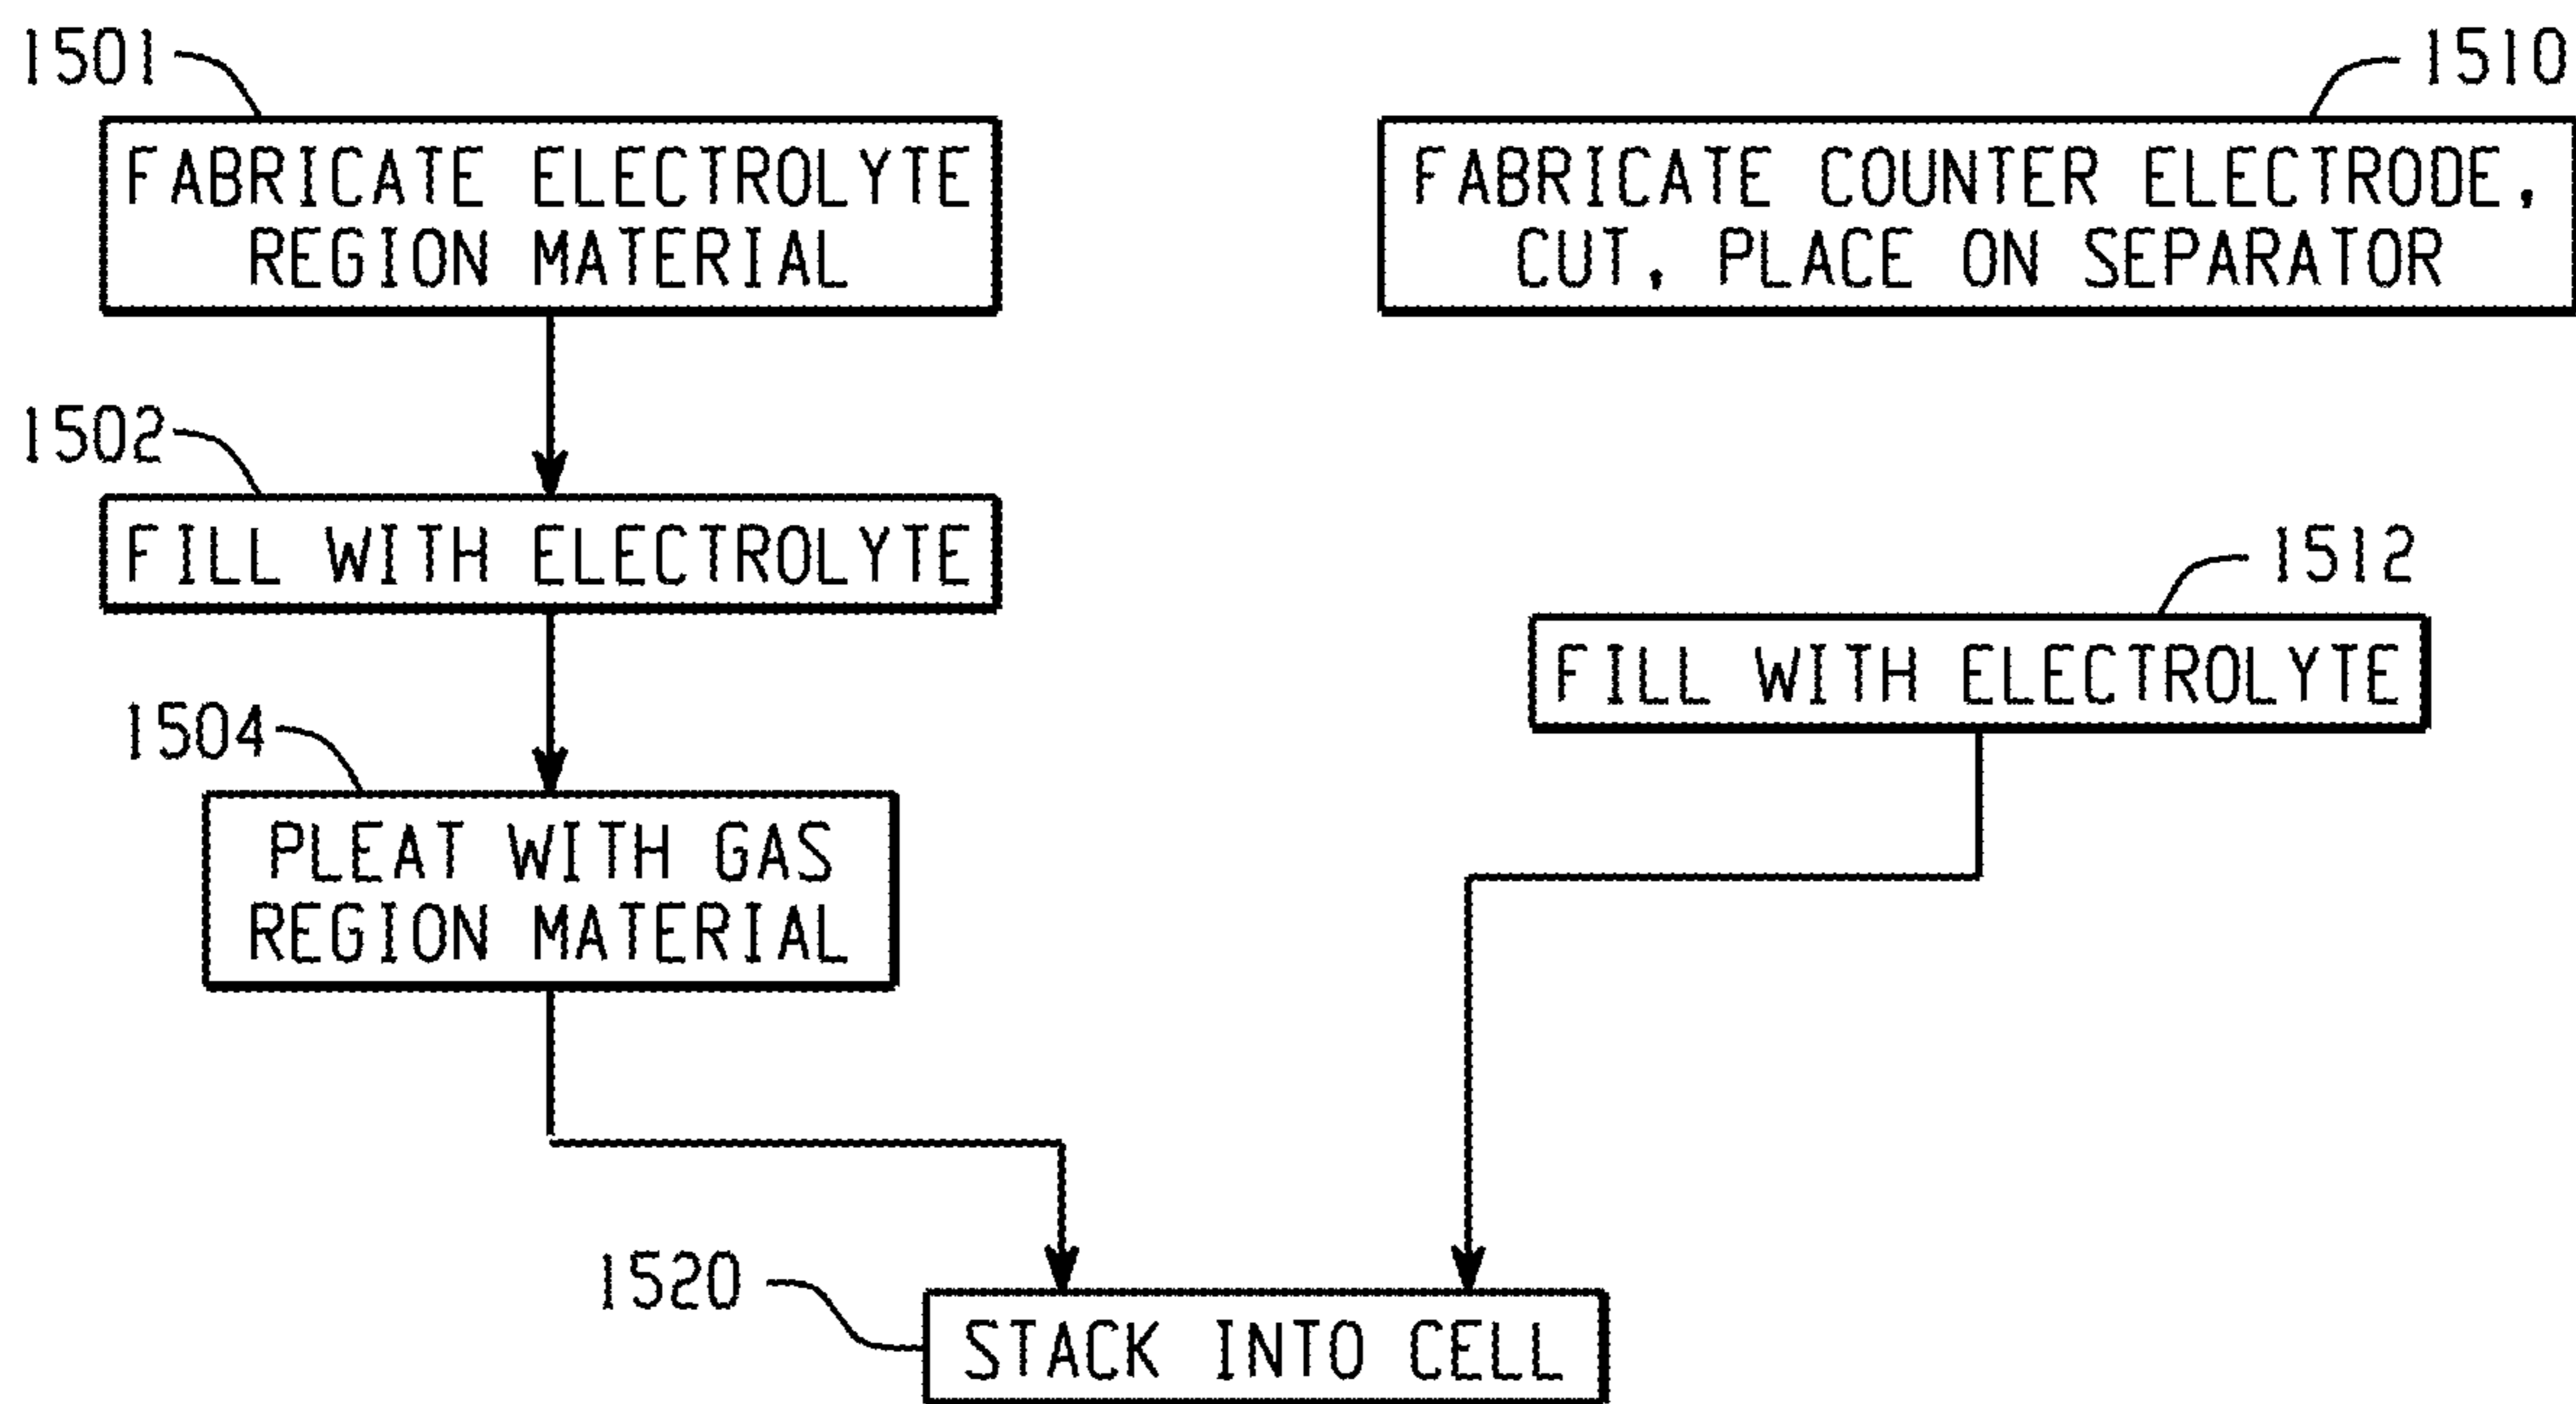 1501
FABRICATE ELECTROLYTE
REGION MATERIAL
1510
FABRICATE COUNTER ELECTRODE,
CUT, PLACE ON SEPARATOR
1502
FILL WITH ELECTROLYTE
1512
FILL WITH ELECTROLYTE
1504
PLEAT WITH GAS
REGION MATERIAL
1520
STACK INTO CELL